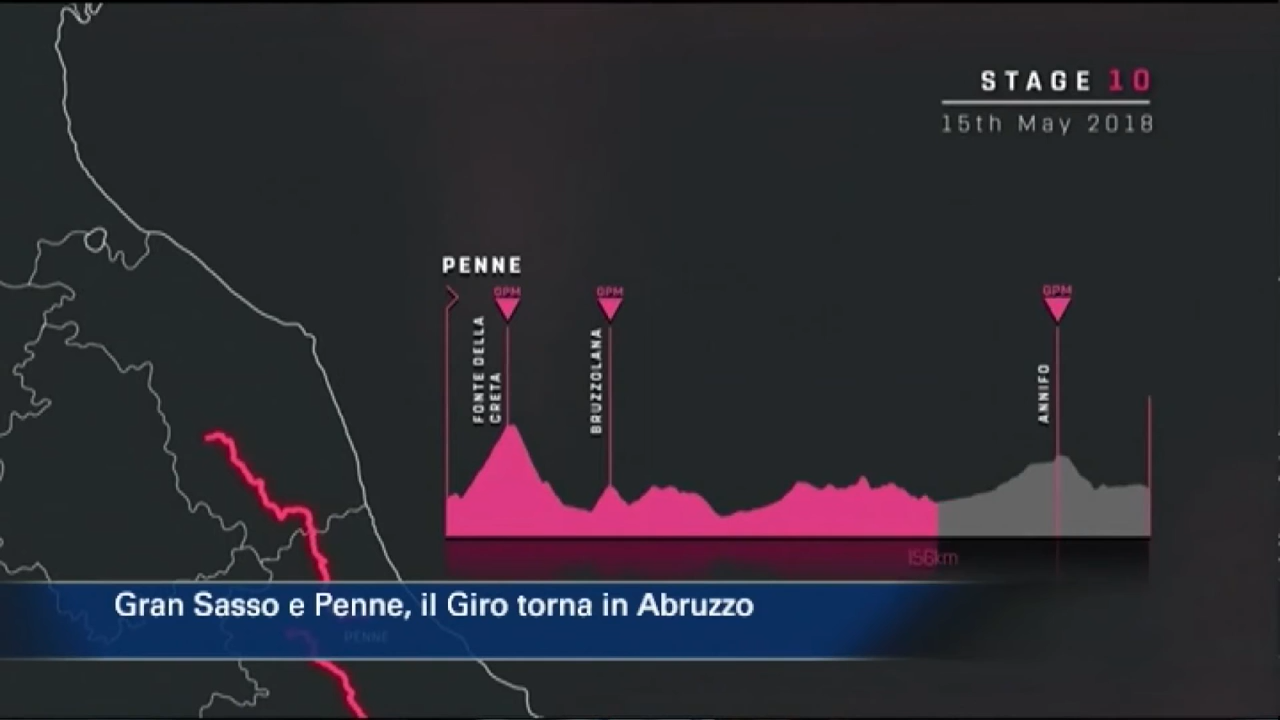 STAGE 10
15th May 2018
PENNE
GPM
GPM
GPM
FONTE DELLA
CRETA
BRUZZOLANA
ANNIFO
156km
Gran Sasso e Penne, il Giro torna in Abruzzo
PENNE